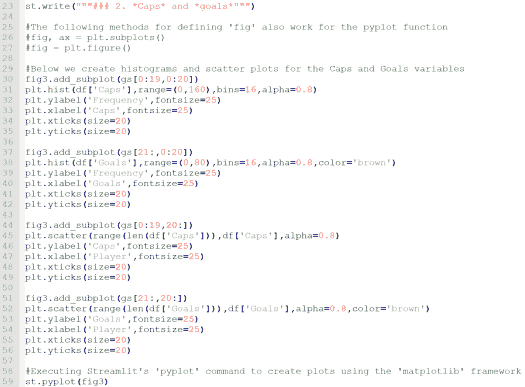 23 st.write("""### 2. *Caps* and *goals*""")
24
25 #The following methods for defining 'fig' also work for the pyplot function
26 #fig, ax = plt.subplots()
27 #fig = plt.figure()
28
29 #Below we create histograms and scatter plots for the Caps and Goals variables
30 fig3.add_subplot(gs[0:19,0:20])
31 plt.hist(df['Caps'],range=(0,160),bins=16,alpha=0.8)
32 plt.ylabel('Frequency',fontsize=25)
33 plt.xlabel('Caps',fontsize=25)
34 plt.xticks(size=20)
35 plt.yticks(size=20)
36
37 fig3.add_subplot(gs[21:,0:20])
38 plt.hist(df['Goals'],range=(0,80),bins=16,alpha=0.8,color='brown')
39 plt.ylabel('Frequency',fontsize=25)
40 plt.xlabel('Goals',fontsize=25)
41 plt.xticks(size=20)
42 plt.yticks(size=20)
43
44 fig3.add_subplot(gs[0:19,20:])
45 plt.scatter(range(len(df['Caps'])),df['Caps'],alpha=0.8)
46 plt.ylabel('Caps',fontsize=25)
47 plt.xlabel('Player',fontsize=25)
48 plt.xticks(size=20)
49 plt.yticks(size=20)
50
51 fig3.add_subplot(gs[21:,20:])
52 plt.scatter(range(len(df['Goals'])),df['Goals'],alpha=0.8,color='brown')
53 plt.ylabel('Goals',fontsize=25)
54 plt.xlabel('Player',fontsize=25)
55 plt.xticks(size=20)
56 plt.yticks(size=20)
57
58 #Executing Streamlit's 'pyplot' command to create plots using the 'matplotlib' framework
59 st.pyplot(fig3)